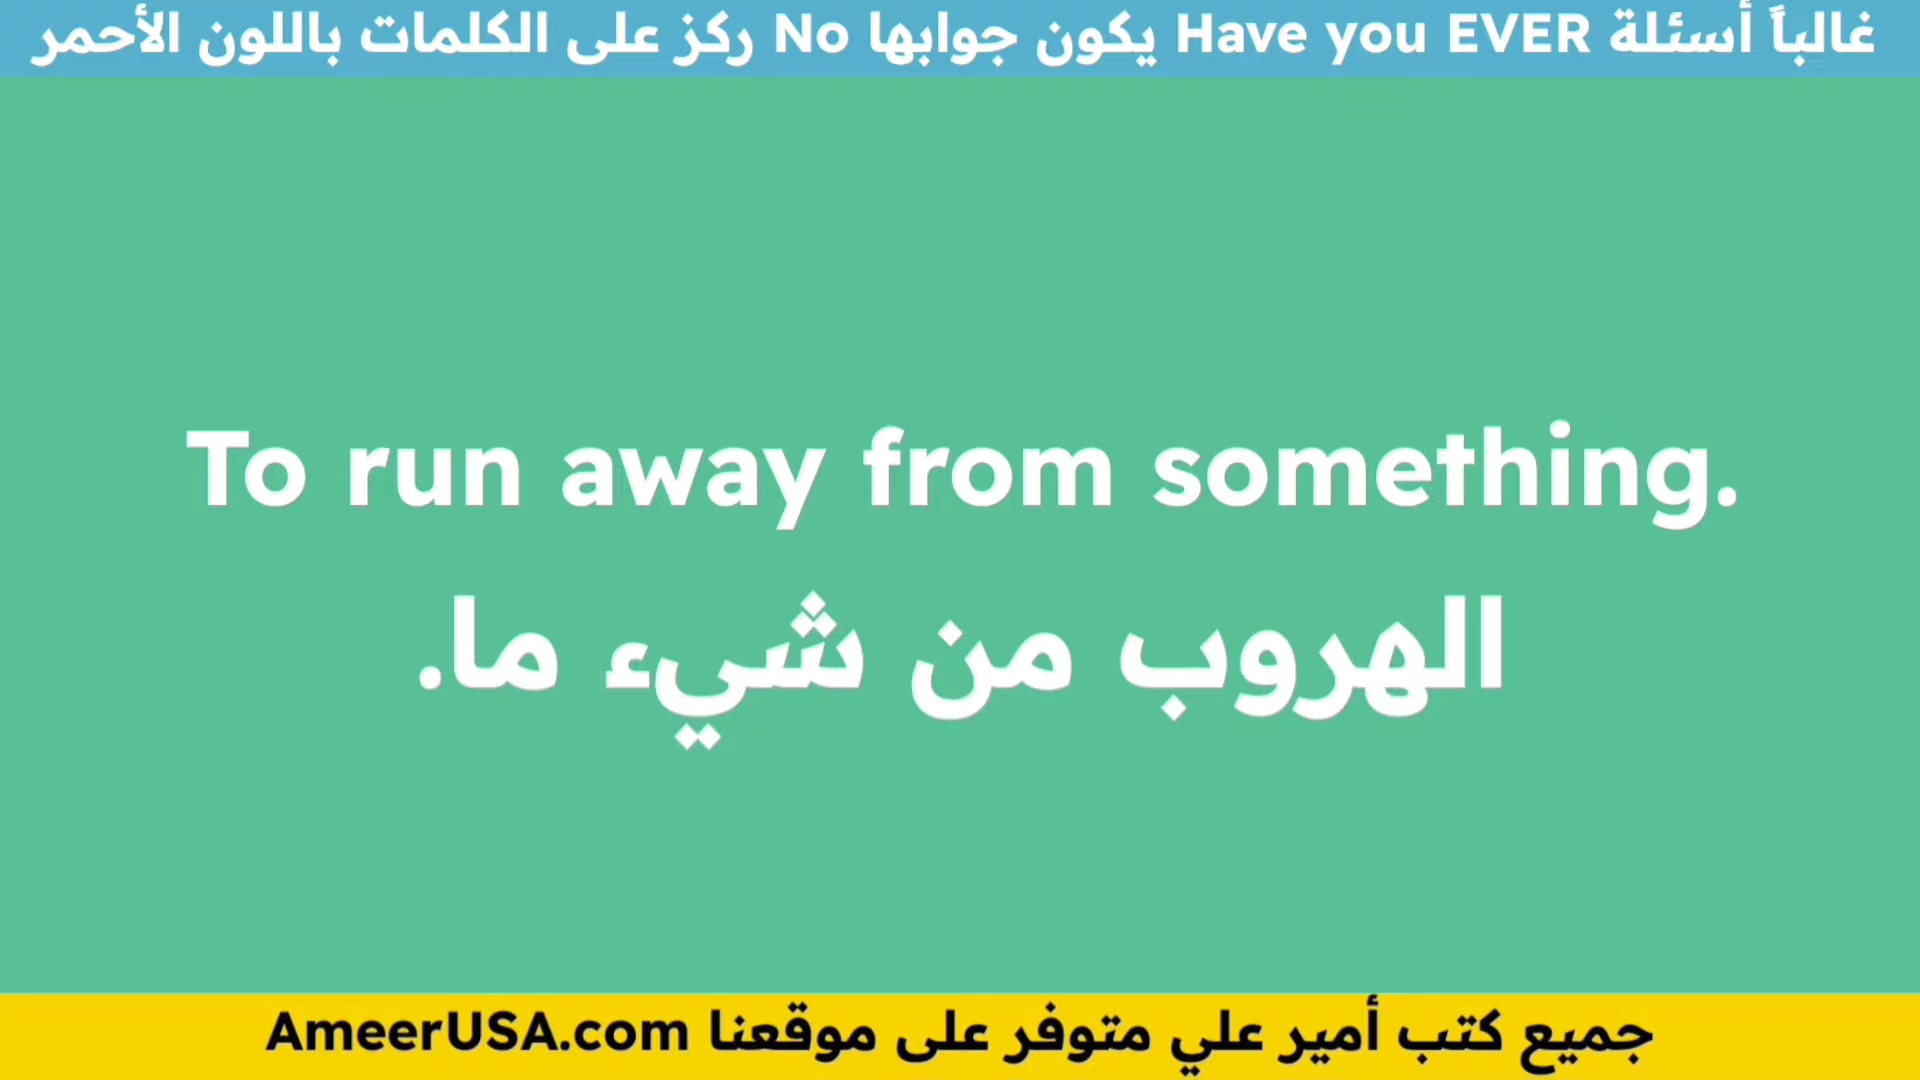 غالباً أسئلة Have you EVER يكون جوابها No ركز على الكلمات باللون الأحمر
To run away from something.
الهروب من شيء ما.
جميع كتب أمير علي متوفر على موقعنا AmeerUSA.com